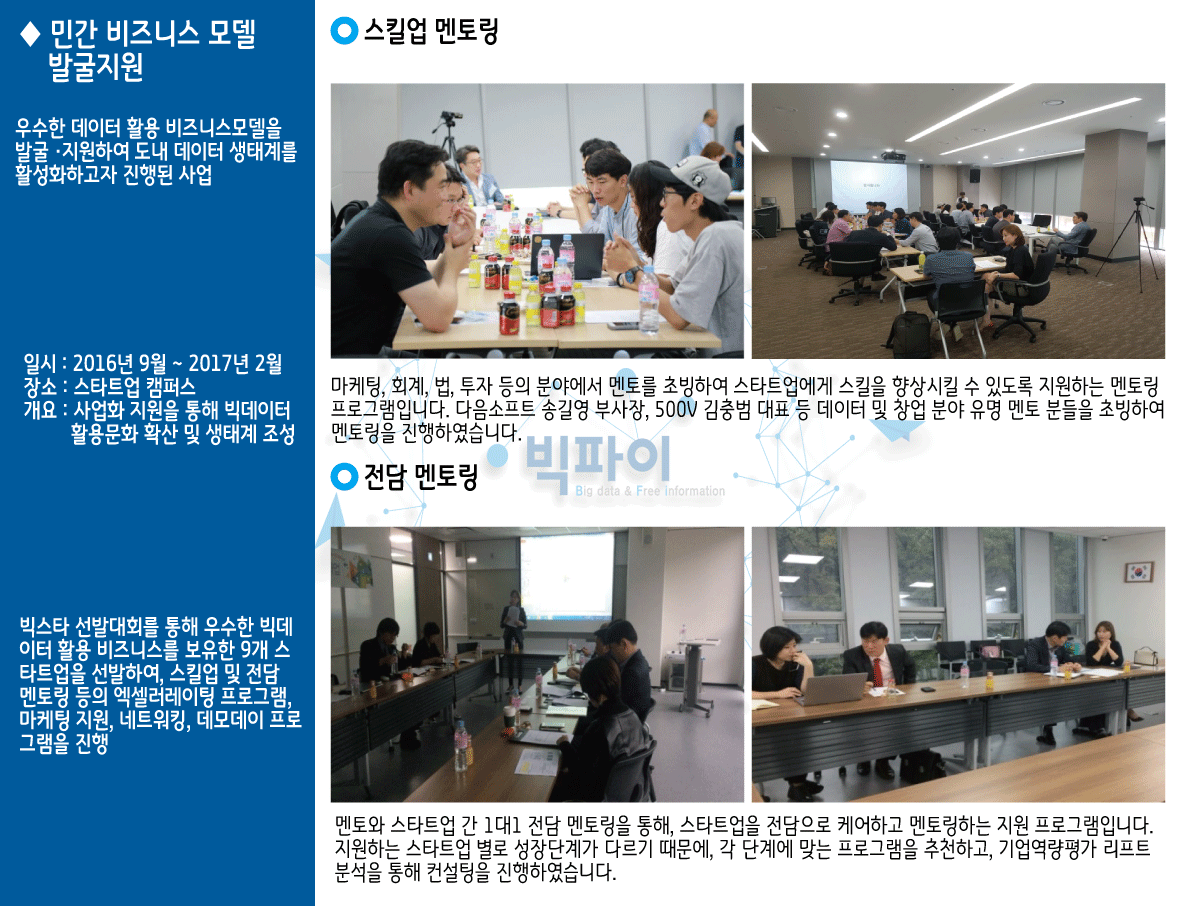 ◆ 민간 비즈니스 모델
발굴지원
우수한 데이터 활용 비즈니스모델을
발굴 ·지원하여 도내 데이터 생태계를
활성화하고자 진행된 사업
일시 : 2016년 9월 ~ 2017년 2월
장소 : 스타트업 캠퍼스
개요 : 사업화 지원을 통해 빅데이터
활용문화 확산 및 생태계 조성
빅스타 선발대회를 통해 우수한 빅데
이터 활용 비즈니스를 보유한 9개 스
타트업을 선발하여, 스킬업 및 전담
멘토링 등의 엑셀러레이팅 프로그램,
마케팅 지원, 네트워킹, 데모데이 프로
그램을 진행
스킬업 멘토링
마케팅, 회계, 법, 투자 등의 분야에서 멘토를 초빙하여 스타트업에게 스킬을 향상시킬 수 있도록 지원하는 멘토링
프로그램입니다. 다음소프트 송길영 부사장, 500V 김충범 대표 등 데이터 및 창업 분야 유명 멘토 분들을 초빙하여
멘토링을 진행하였습니다.
빅파이
Big data & Free information
전담 멘토링
멘토와 스타트업 간 1대1 전담 멘토링을 통해, 스타트업을 전담으로 케어하고 멘토링하는 지원 프로그램입니다.
지원하는 스타트업 별로 성장단계가 다르기 때문에, 각 단계에 맞는 프로그램을 추천하고, 기업역량평가 리프트
분석을 통해 컨설팅을 진행하였습니다.